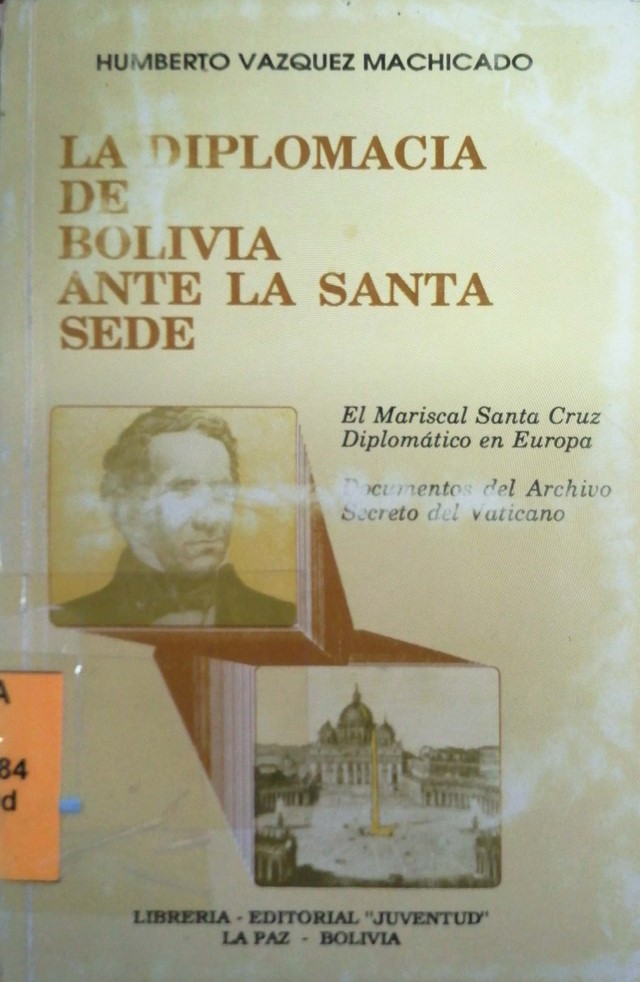 HUMBERTO VAZQUEZ MACHICADO
LA DIPLOMACIA
DE
BOLIVIA
ANTE LA SANTA
SEDE
El Mariscal Santa Cruz
Diplomático en Europa
Documentos del Archivo
Secreto del Vaticano
A
84
d
LIBRERIA - EDITORIAL "JUVENTUD"
LA PAZ - BOLIVIA